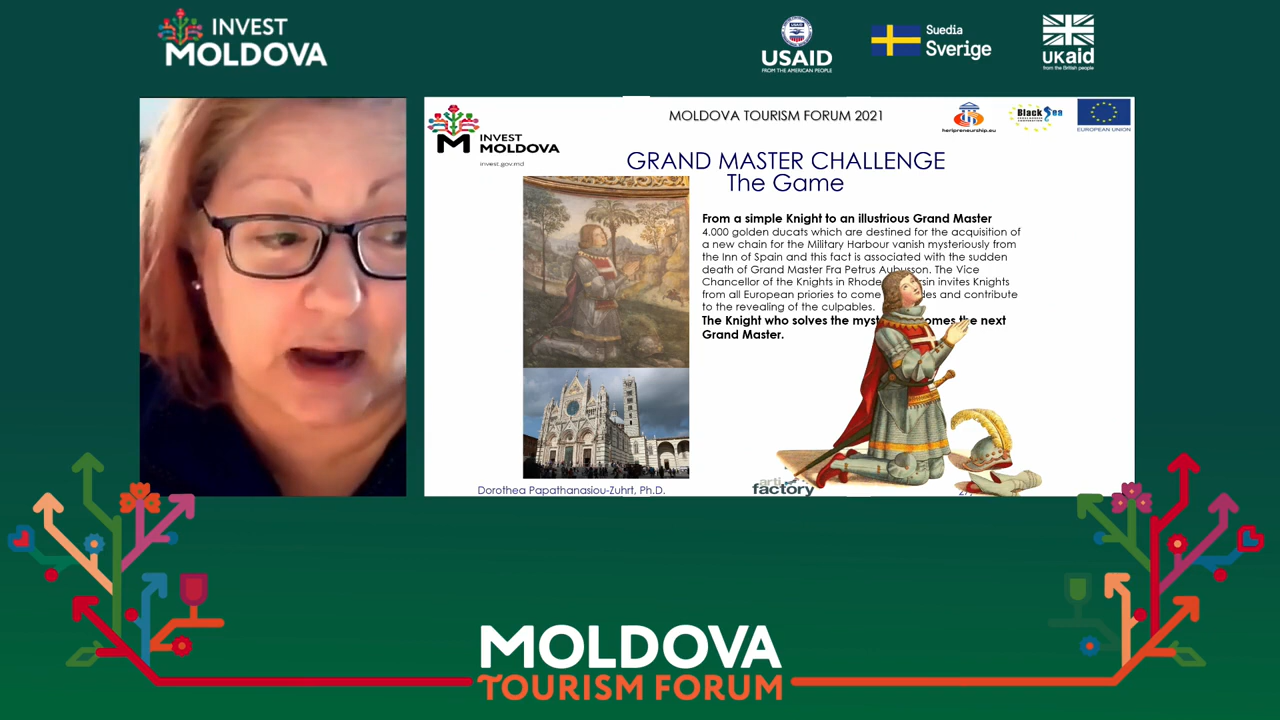 INVEST
MOLDOVA
USAID
FROM THE AMERICAN PEOPLE
Suedia
Sverige
UKaid
from the British people
INVEST
MOLDOVA
invest.gov.md
MOLDOVA TOURISM FORUM 2021
heripreneurship.eu
Black Sea
EUROPEAN UNION
GRAND MASTER CHALLENGE
The Game
From a simple Knight to an illustrious Grand Master
4.000 golden ducats which are destined for the acquisition of
a new chain for the Military Harbour vanish mysteriously from
the Inn of Spain and this fact is associated with the sudden
death of Grand Master Fra Petrus Aubusson. The Vice
Chancellor of the Knights in Rhode invites Knights
from all European priories to come and contribute
to the revealing of the culpables.
The Knight who solves the the next
Grand Master.
Dorothea Papathanasiou-Zuhrt, Ph.D.
arti
factory
MOLDOVA
TOURISM FORUM